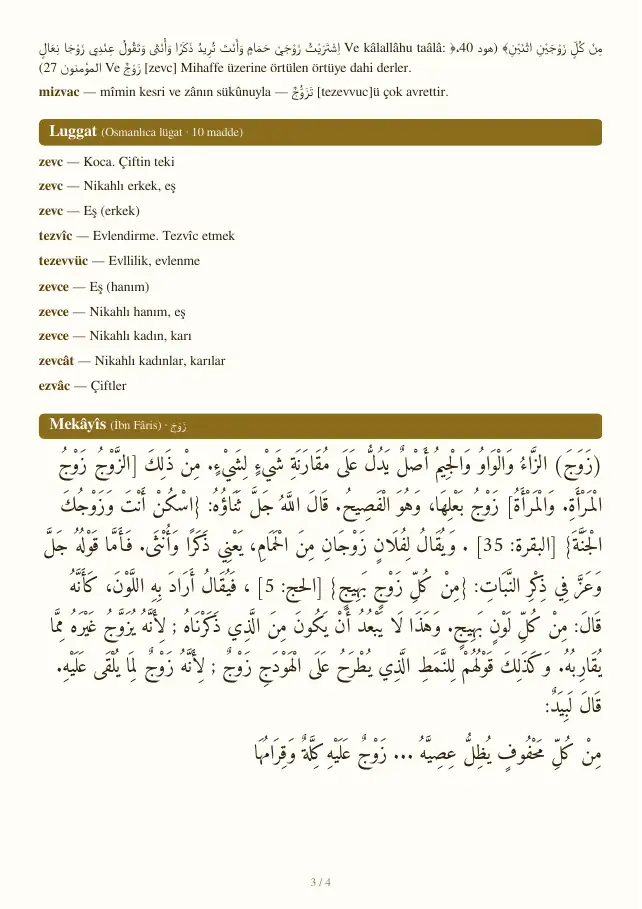 اِشْتَرَيْتُ زَوْجَيْ حَمَامٍ وَأَنْتَ تُرِيدُ ذَكَرًا وَأُنْثَى وَتَقُولُ عِنْدِي زَوْجَا نِعَالٍ Ve kâlallâhu taâlâ: ﴿مِنْ كُلٍّ زَوْجَيْنِ اثْنَيْنِ﴾ (هود 40،
المؤمنون 27) Ve زَوْجٌ [zevc] Mihaffe üzerine örtülen örtüye dahi derler.
mizvac — mîmin kesri ve zânın sükûnuyla — تَزَوُّجٌ [tezevvuc]ü çok avrettir.
Luggat (Osmanlıca lügat · 10 madde)
zevc — Koca. Çiftin teki
zevc — Nikahlı erkek, eş
zevc — Eş (erkek)
tezvîc — Evlendirme. Tezvîc etmek
tezevvüc — Evllilik, evlenme
zevce — Eş (hanım)
zevce — Nikahlı hanım, eş
zevce — Nikahlı kadın, karı
zevcât — Nikahlı kadınlar, karılar
ezvâc — Çiftler
Mekâyîs (İbn Fâris) · زَوَجَ
(زَوَجَ) الزَّاءُ وَالْوَاوُ وَالْجِيمُ أَصْلٌ يَدُلُّ عَلَى مُقَارَنَةِ شَيْءٍ لِشَيْءٍ. مِنْ ذَلِكَ [الزَّوْجُ زَوْجُ
الْمَرْأَةِ. وَالْمَرْأَةُ] زَوْجُ بَعْلِهَا، وَهُوَ الْفَصِيحُ. قَالَ اللَّهُ جَلَّ ثَنَاؤُهُ: {اسْكُنْ أَنْتَ وَزَوْجُكَ
الْجَنَّةَ} [البقرة: 35] . وَيُقَالُ لِفُلَانٍ زَوْجَانِ مِنَ الْحَمَامِ، يَعْنِي ذَكَرًا وَأُنْثَى. فَأَمَّا قَوْلُهُ جَلَّ
وَعَزَّ فِي ذِكْرِ النَّبَاتِ: {مِنْ كُلِّ زَوْجٍ بَهِيجٍ} [الحج: 5] ، فَيُقَالُ أَرَادَ بِهِ اللَّوْنَ، كَأَنَّهُ
قَالَ: مِنْ كُلِّ لَوْنٍ بَهِيجٍ. وَهَذَا لَا يَبْعُدُ أَنْ يَكُونَ مِنَ الَّذِي ذَكَرْنَاهُ ; لِأَنَّهُ يُزَوَّجُ غَيْرَهُ مِمَّا
يُقَارِبُهُ. وَكَذَلِكَ قَوْلُهُمْ لِلنَّمَطِ الَّذِي يُطْرَحُ عَلَى الْهَوْدَجِ زَوْجٌ ; لِأَنَّهُ زَوْجٌ لِمَا يُلْقَى عَلَيْهِ.
قَالَ لَبِيَدٌ:
مِنْ كُلِّ مَحْفُوفٍ يُظِلُّ عِصِيَّهُ ... زَوْجٌ عَلَيْهِ كِلَّةٌ وَقِرَامُهَا
3 / 4